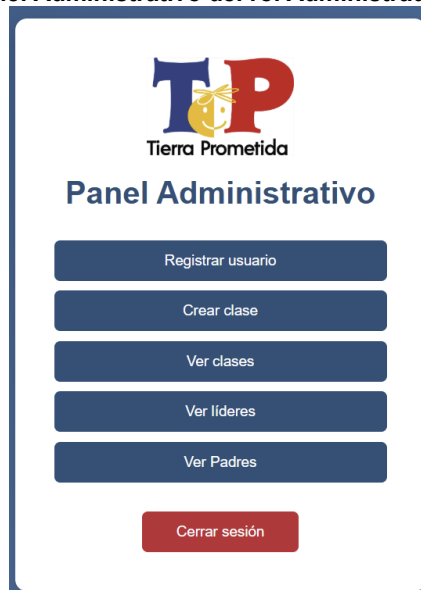 TP
Tierra Prometida
Panel Administrativo
Registrar usuario
Crear clase
Ver clases
Ver líderes
Ver Padres
Cerrar sesión